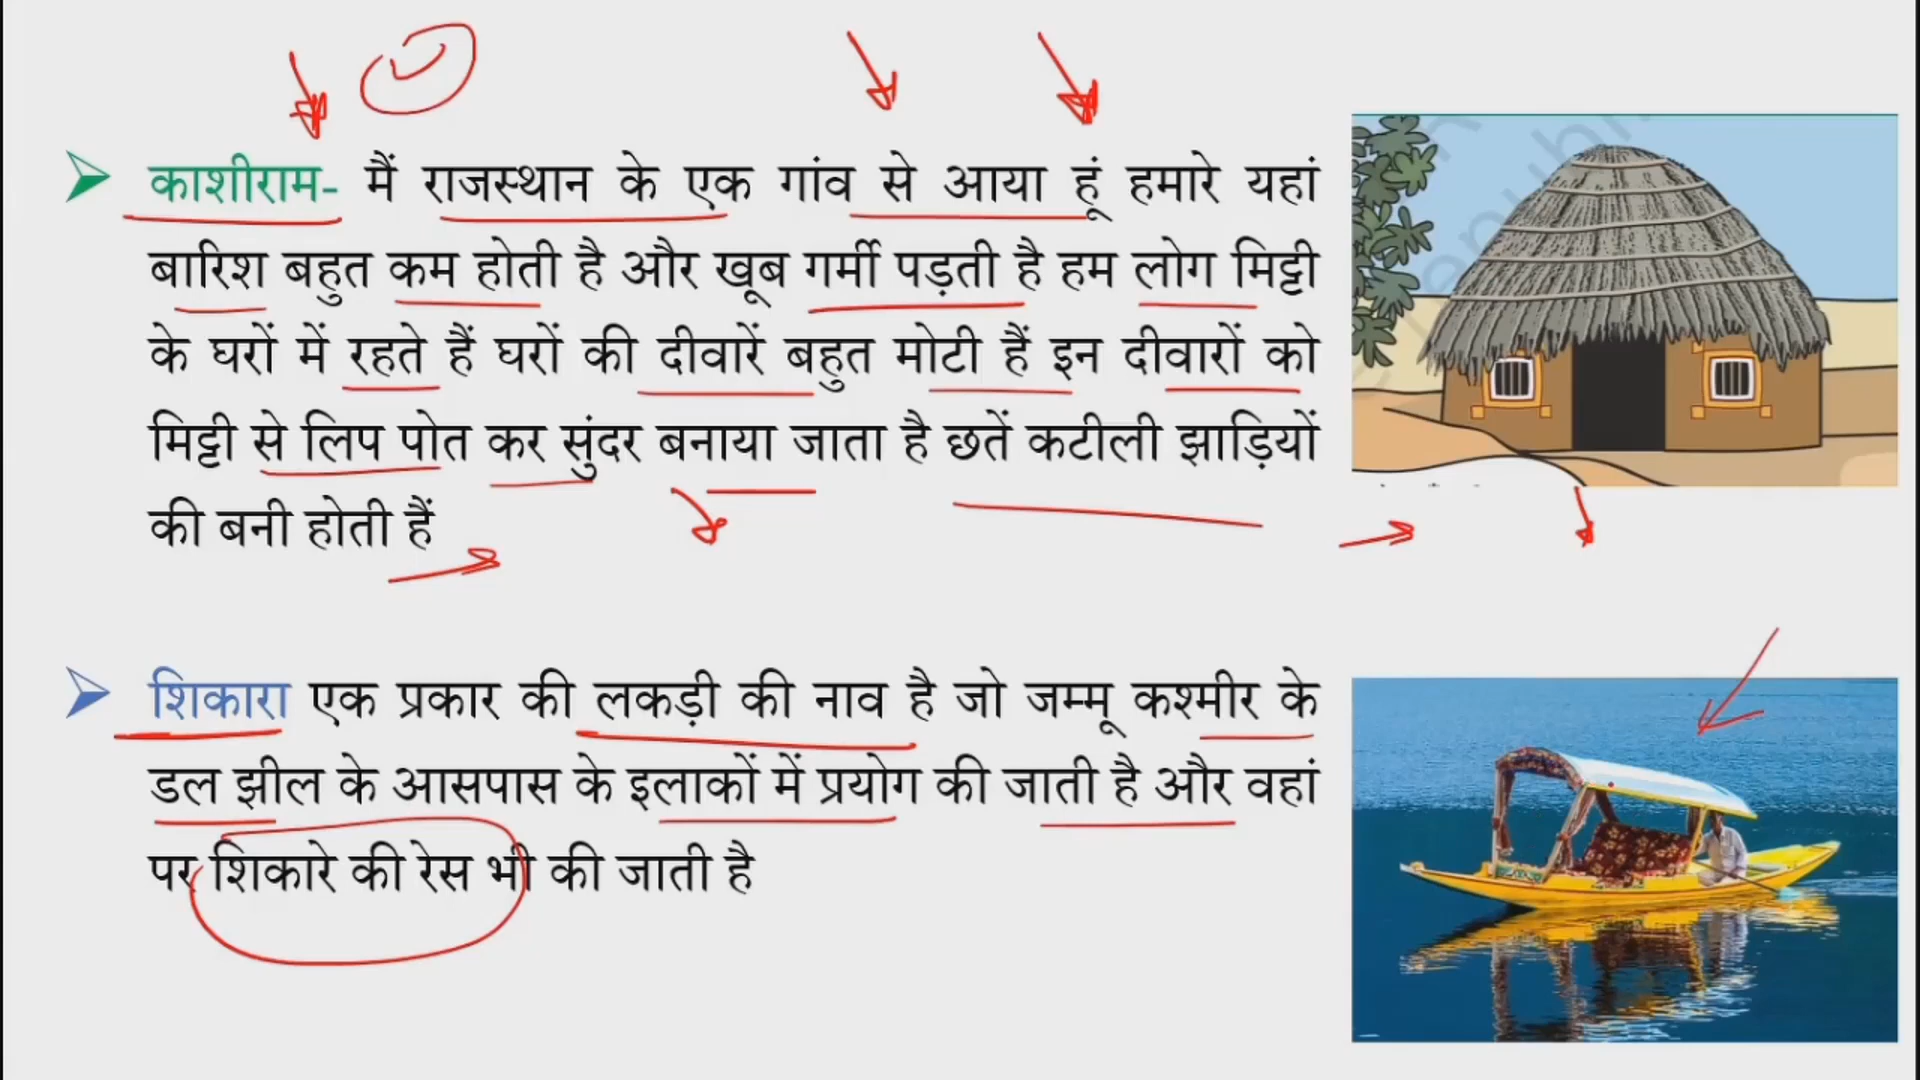 काशीराम- मैं राजस्थान के एक गांव से आया हूं हमारे यहां
बारिश बहुत कम होती है और खूब गर्मी पड़ती है हम लोग मिट्टी
के घरों में रहते हैं घरों की दीवारें बहुत मोटी हैं इन दीवारों को
मिट्टी से लिप पोत कर सुंदर बनाया जाता है छतें कटीली झाड़ियों
की बनी होती हैं
शिकारा एक प्रकार की लकड़ी की नाव है जो जम्मू कश्मीर के
डल झील के आसपास के इलाकों में प्रयोग की जाती है और वहां
पर शिकारे की रेस भी की जाती है